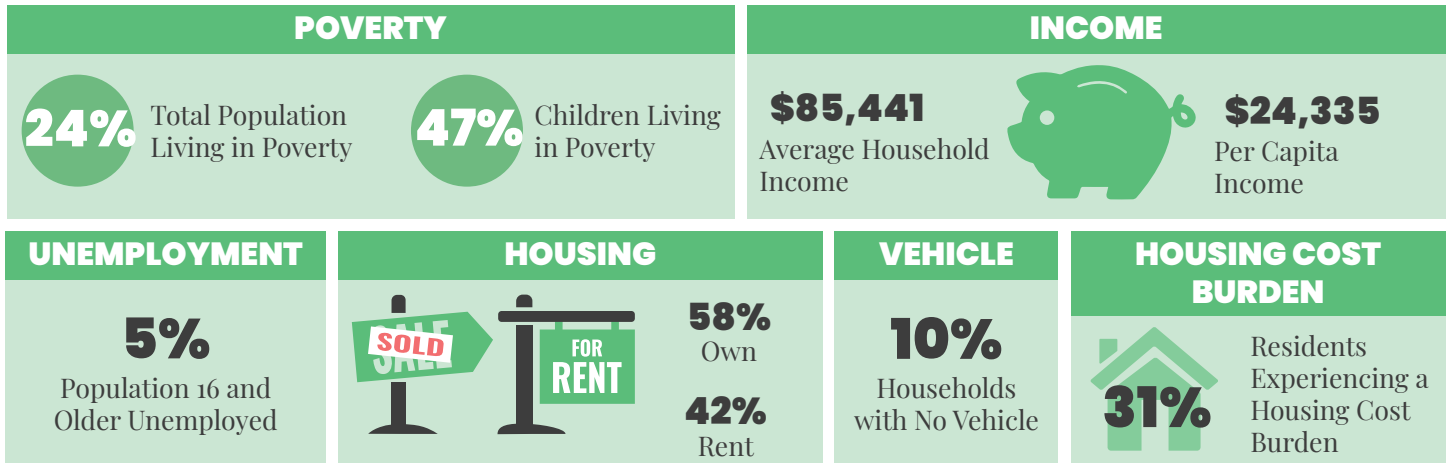 POVERTY
24%
Total Population
Living in Poverty
47%
Children Living
in Poverty
INCOME
$85,441
Average Household
Income
$24,335
Per Capita
Income
UNEMPLOYMENT
5%
Population 16 and
Older Unemployed
HOUSING
SALE
SOLD
FOR
RENT
58%
Own
42%
Rent
VEHICLE
10%
Households
with No Vehicle
HOUSING COST
BURDEN
31%
Residents
Experiencing a
Housing Cost
Burden